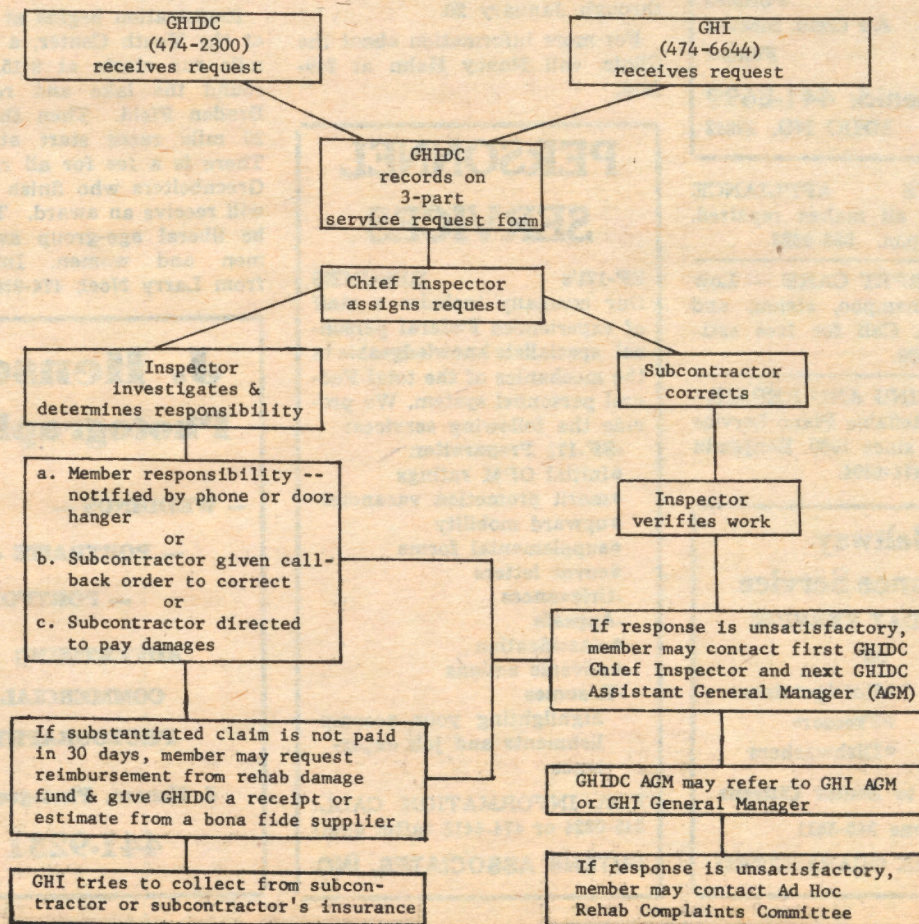 GHIDC
(474-2300)
receives request
GHI
(474-6644)
receives request
GHIDC
records on
3-part
service request form
Chief Inspector
assigns request
Inspector
investigates &
determines responsibility
Subcontractor
corrects
a. Member responsibility --
notified by phone or door
hanger
or
b. Subcontractor given call-
back order to correct
or
c. Subcontractor directed
to pay damages
Inspector
verifies work
If response is unsatisfactory,
member may contact first GHIDC
Chief Inspector and next GHIDC
Assistant General Manager (AGM)
If substantiated claim is not paid
in 30 days, member may request
reimbursement from rehab damage
fund & give GHIDC a receipt or
estimate from a bona fide supplier
GHIDC AGM may refer to GHI AGM
or GHI General Manager
GHI tries to collect from subcon-
tractor or subcontractor's insurance
If response is unsatisfactory,
member may contact Ad Hoc
Rehab Complaints Committee